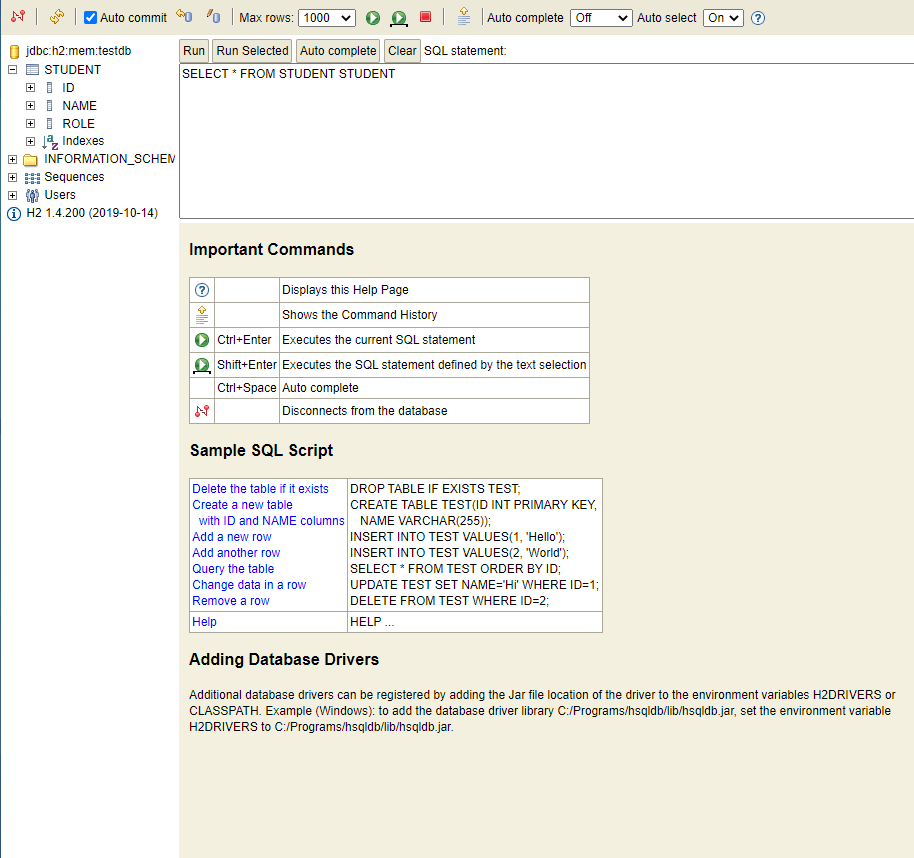 Auto commit Max rows: 1000 Auto complete Off Auto select On
jdbc:h2:mem:testdb
STUDENT
ID
NAME
ROLE
Indexes
INFORMATION_SCHEM
Sequences
Users
H2 1.4.200 (2019-10-14)
Run Run Selected Auto complete Clear SQL statement:
SELECT * FROM STUDENT STUDENT
Important Commands
Displays this Help Page
Shows the Command History
Ctrl+Enter Executes the current SQL statement
Shift+Enter Executes the SQL statement defined by the text selection
Ctrl+Space Auto complete
Disconnects from the database
Sample SQL Script
Delete the table if it exists DROP TABLE IF EXISTS TEST;
Create a new table CREATE TABLE TEST(ID INT PRIMARY KEY,
with ID and NAME columns NAME VARCHAR(255));
Add a new row INSERT INTO TEST VALUES(1, 'Hello');
Add another row INSERT INTO TEST VALUES(2, 'World');
Query the table SELECT * FROM TEST ORDER BY ID;
Change data in a row UPDATE TEST SET NAME='Hi' WHERE ID=1;
Remove a row DELETE FROM TEST WHERE ID=2;
Help HELP ...
Adding Database Drivers
Additional database drivers can be registered by adding the Jar file location of the driver to the environment variables H2DRIVERS or
CLASSPATH. Example (Windows): to add the database driver library C:/Programs/hsqldb/lib/hsqldb.jar, set the environment variable
H2DRIVERS to C:/Programs/hsqldb/lib/hsqldb.jar.